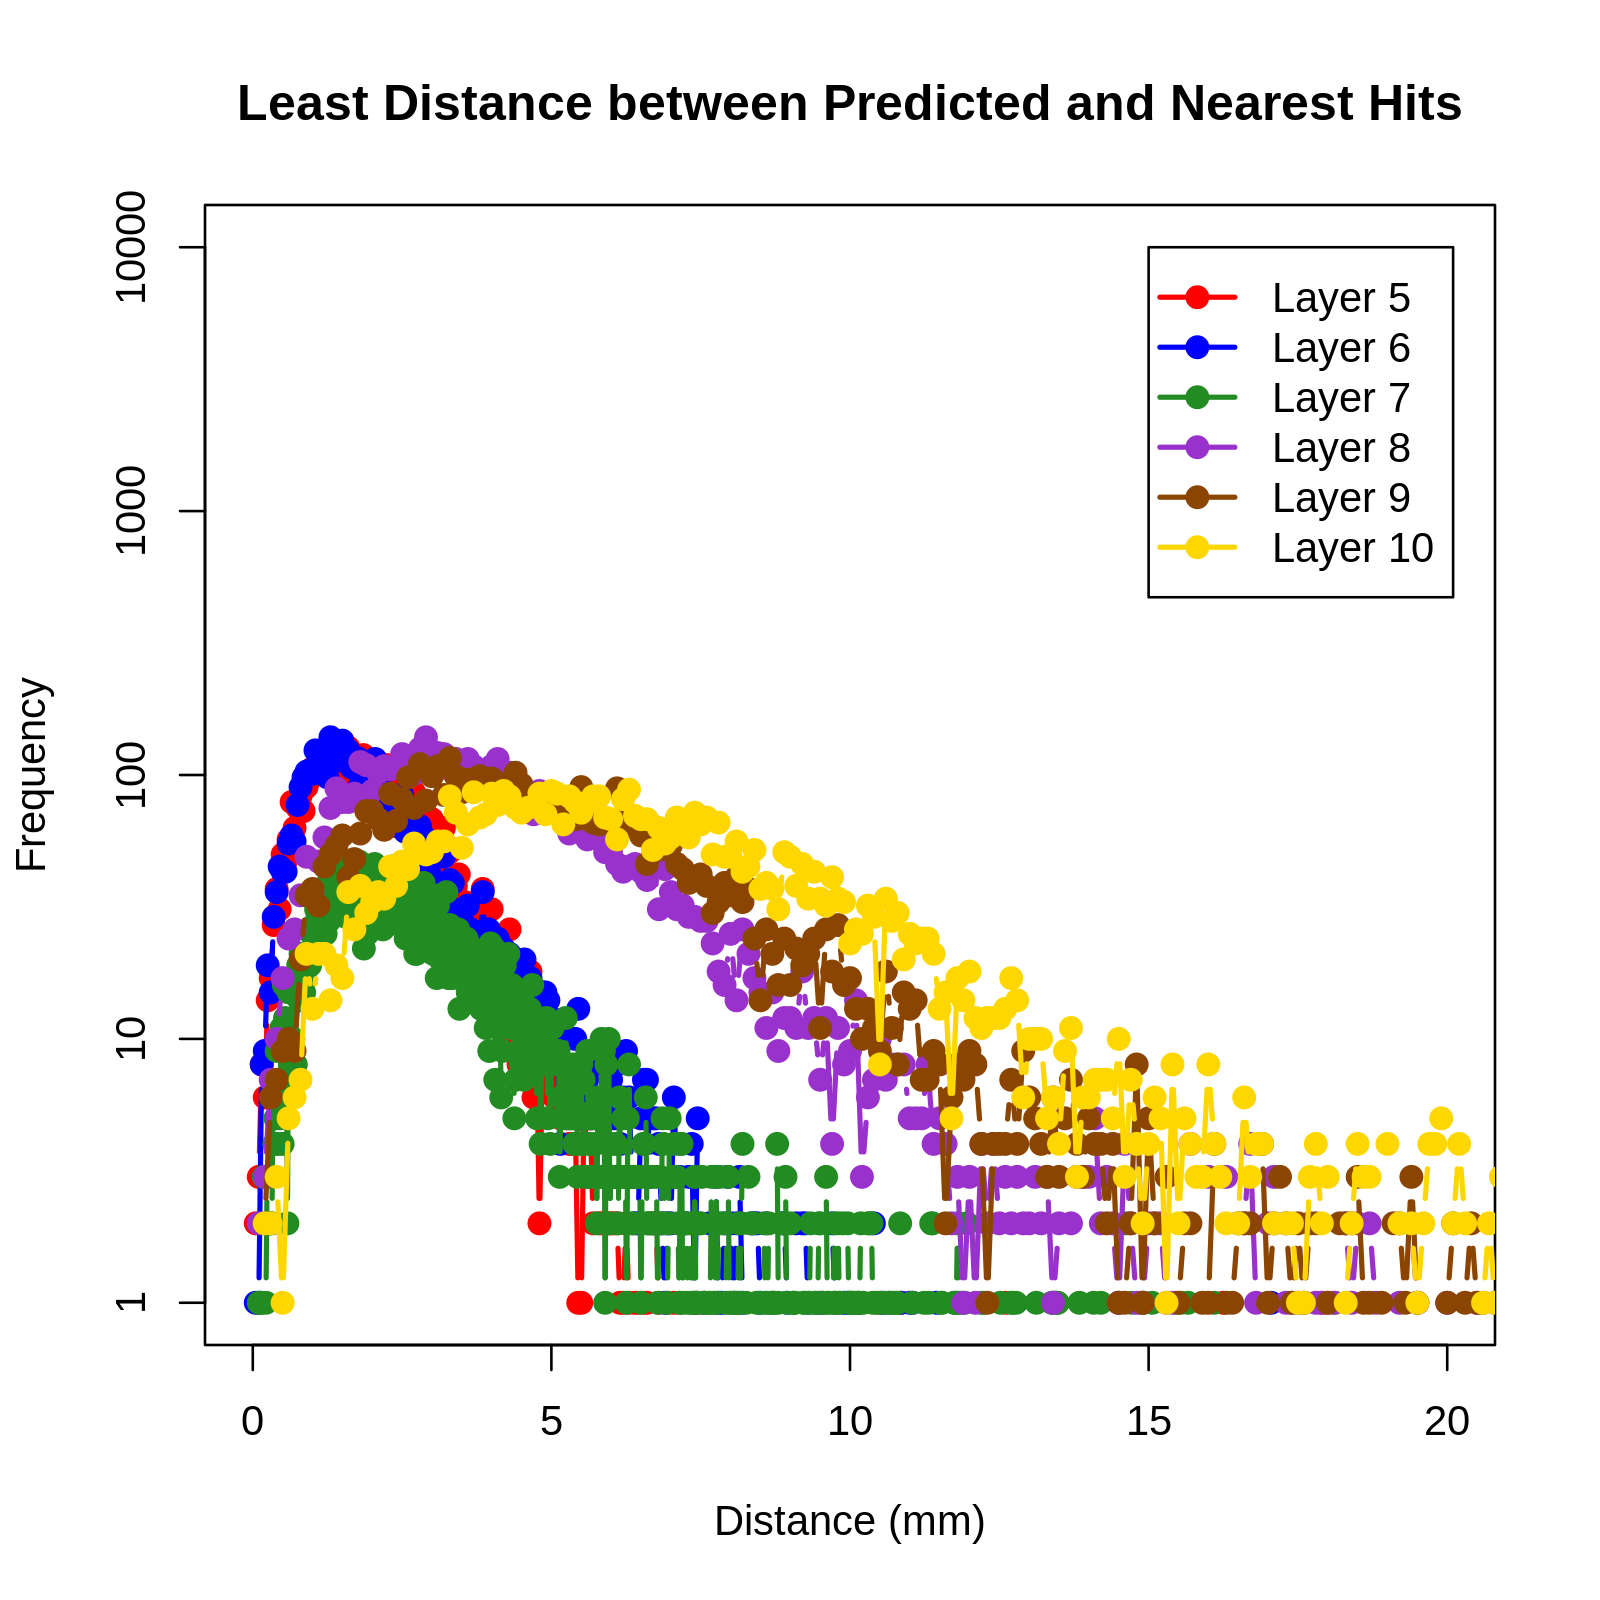 Least Distance between Predicted and Nearest Hits
10000
1000
100
10
1
Frequency
Layer 5
Layer 6
Layer 7
Layer 8
Layer 9
Layer 10
0 5 10 15 20
Distance (mm)